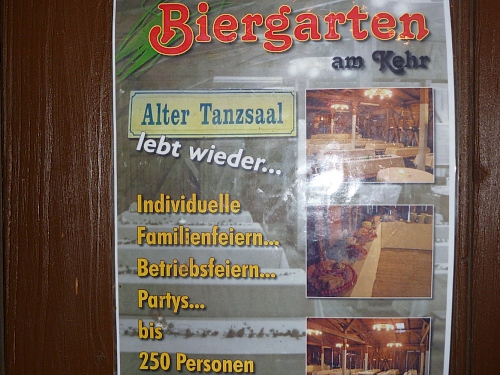 Biergarten
am Kehr
Alter Tanzsaal
lebt wieder...
Individuelle
Familienfeiern...
Betriebsfeiern...
Partys...
bis
250 Personen